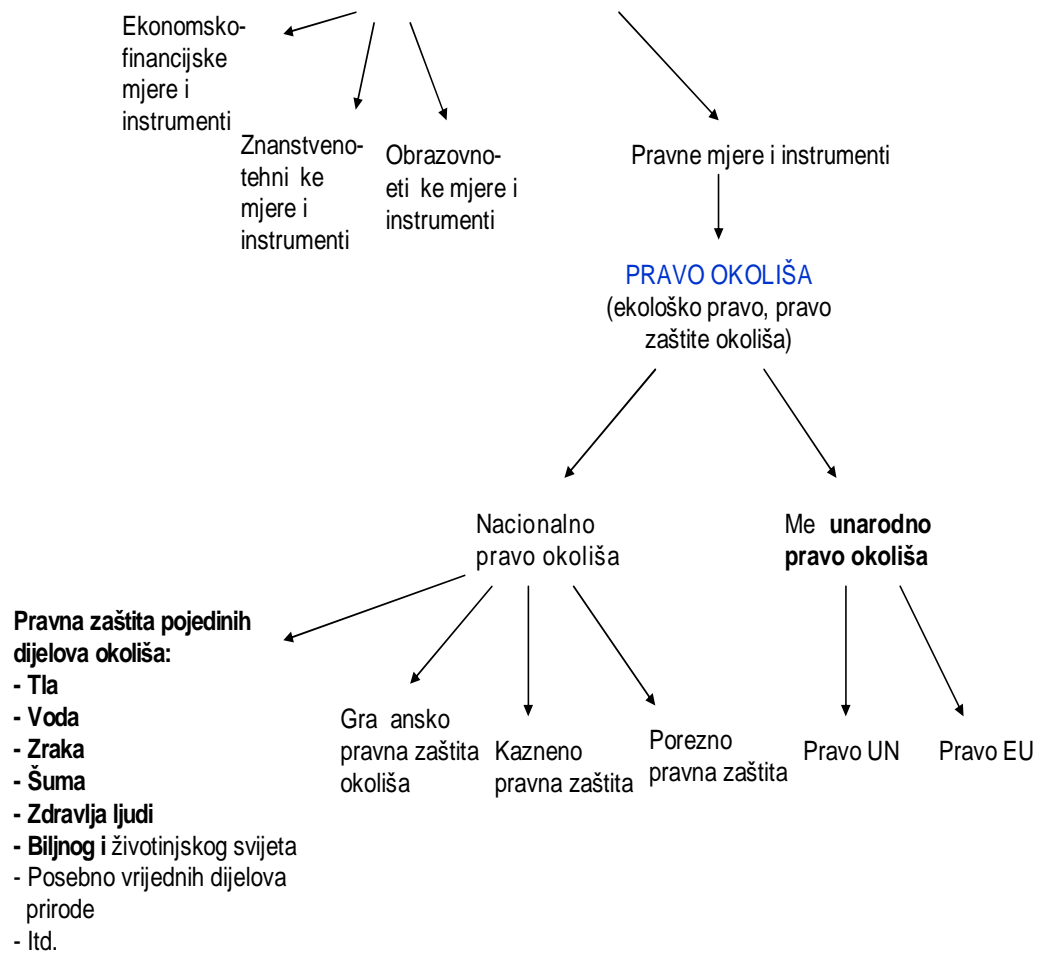 Ekonomsko-
financijske
mjere i
instrumenti
Znanstveno-
tehni ke
mjere i
instrumenti
Obrazovno-
eti ke mjere i
instrumenti
Pravne mjere i instrumenti
PRAVO OKOLIŠA
(ekološko pravo, pravo
zaštite okoliša)
Nacionalno
pravo okoliša
Me unarodno
pravo okoliša
Pravna zaštita pojedinih
dijelova okoliša:
- Tla
- Voda
- Zraka
- Šuma
- Zdravlja ljudi
- Biljnog i životinjskog svijeta
- Posebno vrijednih dijelova
prirode
- Itd.
Gra ansko
pravna zaštita
okoliša
Kazneno
pravna zaštita
Porezno
pravna zaštita
Pravo UN
Pravo EU